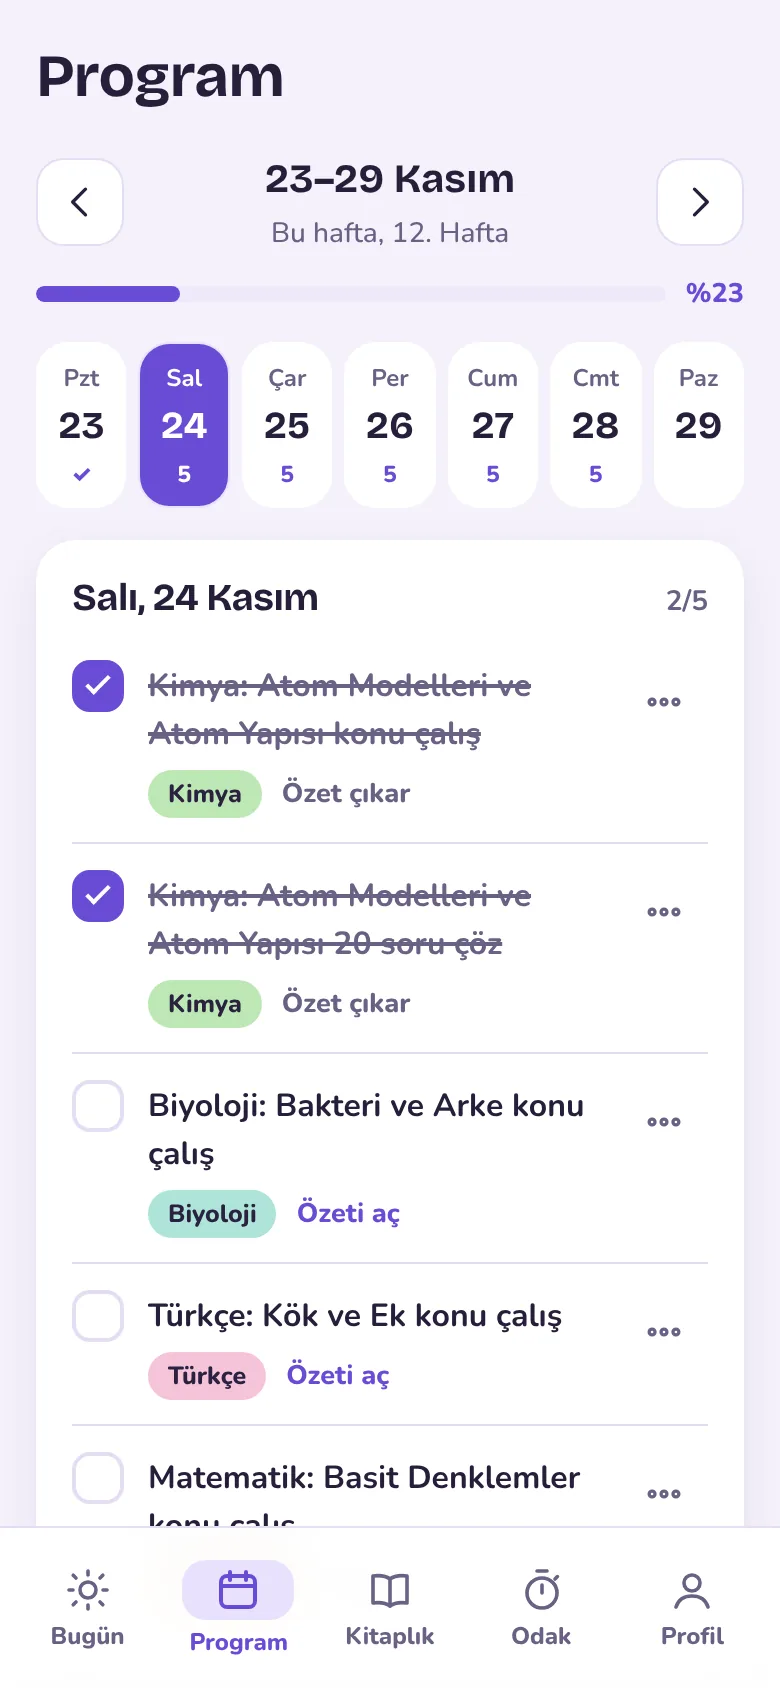 Program
23–29 Kasım
Bu hafta, 12. Hafta
%23
Pzt Sal Çar Per Cum Cmt Paz
23 24 25 26 27 28 29
5 5 5 5 5
Salı, 24 Kasım 2/5
Kimya: Atom Modelleri ve
Atom Yapısı konu çalış
Kimya Özet çıkar
Kimya: Atom Modelleri ve
Atom Yapısı 20 soru çöz
Kimya Özet çıkar
Biyoloji: Bakteri ve Arke konu
çalış
Biyoloji Özeti aç
Türkçe: Kök ve Ek konu çalış
Türkçe Özeti aç
Matematik: Basit Denklemler
konu çalış
Bugün Program Kitaplık Odak Profil